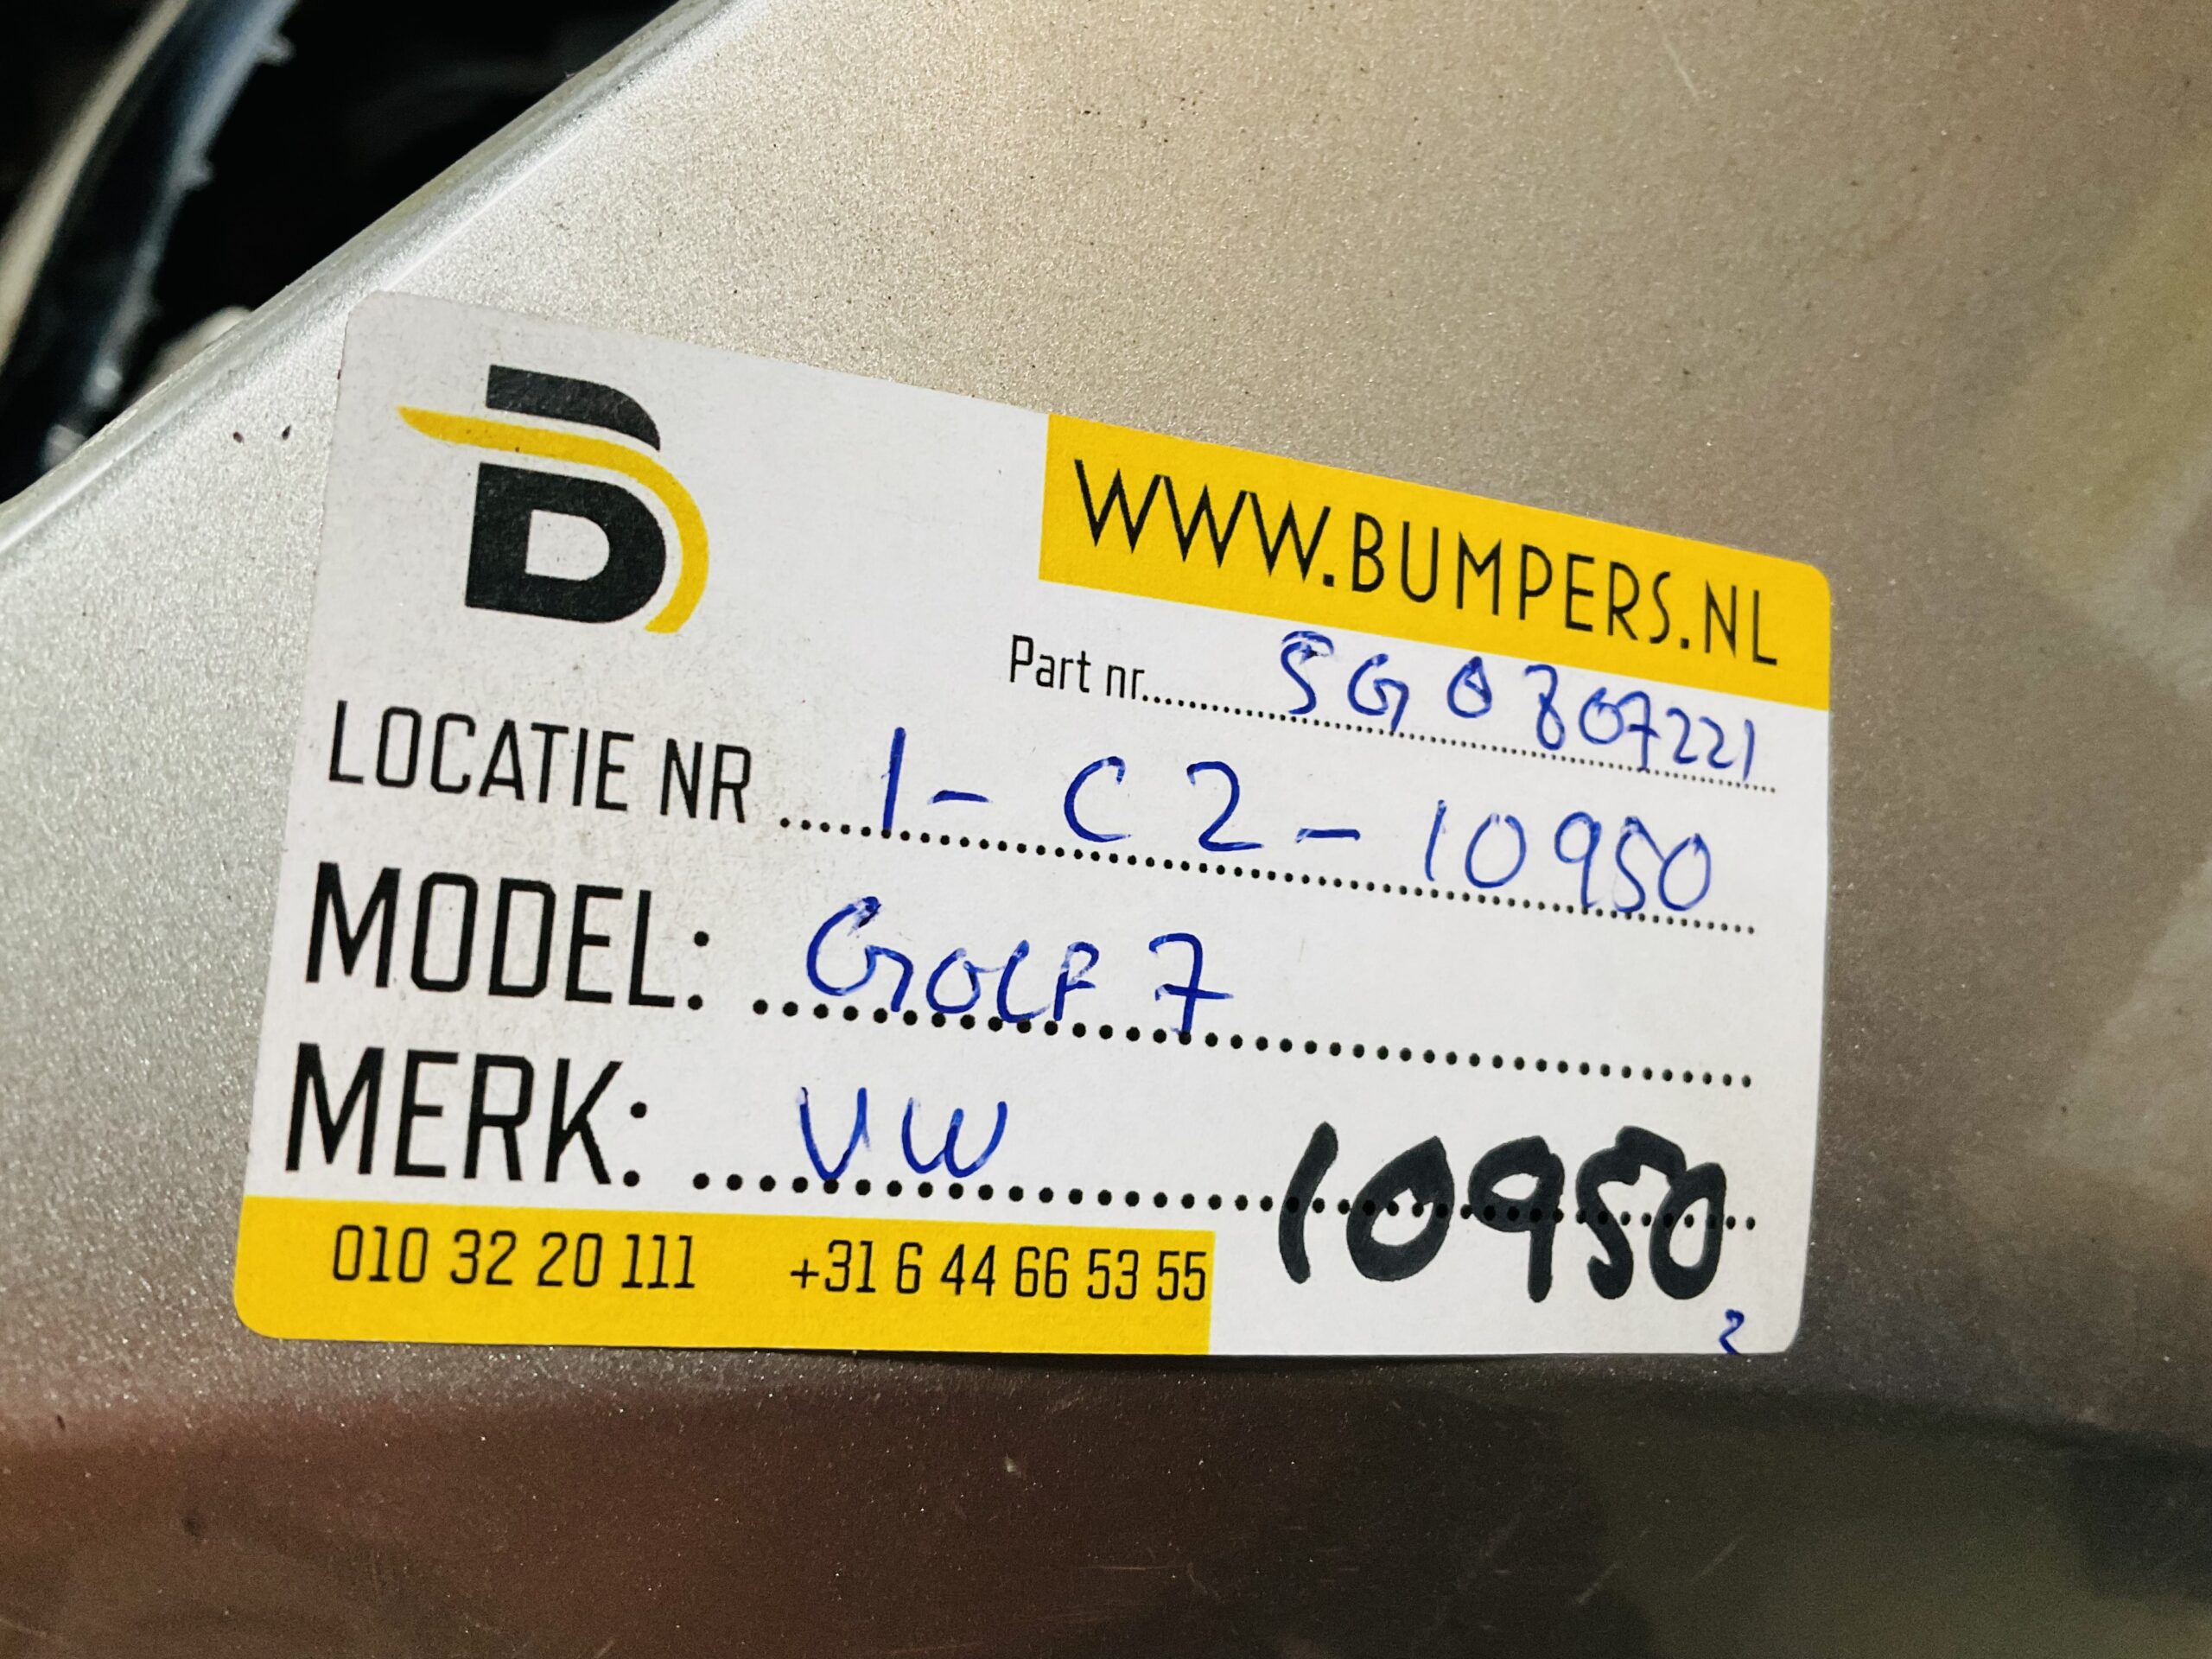 B
WWW.BUMPERS.NL
Part nr. 5G0807221
LOCATIE NR 1-C2-10950
MODEL: GOLF 7
MERK: VW
10950
010 32 20 111 +31 6 44 66 53 55
2